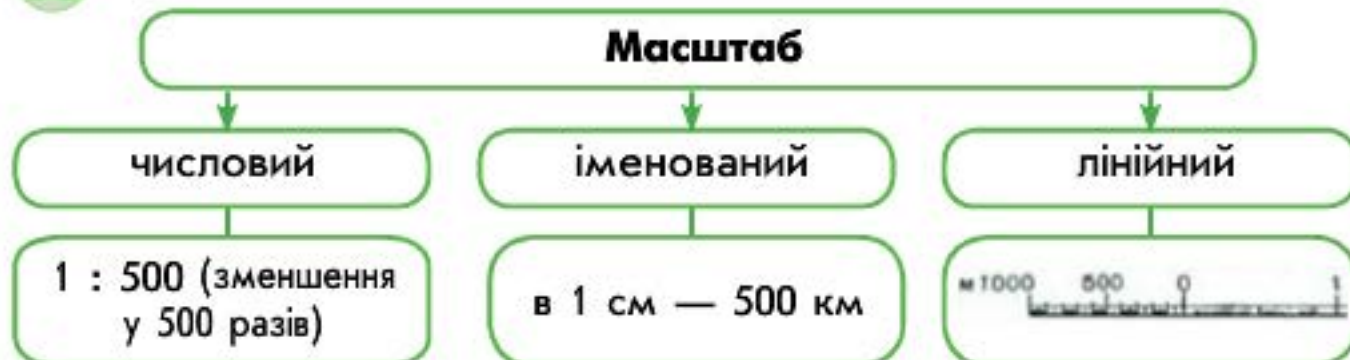 Масштаб
числовий
іменований
лінійний
1 : 500 (зменшення
у 500 разів)
в 1 см — 500 км
м 1000 500 0 1